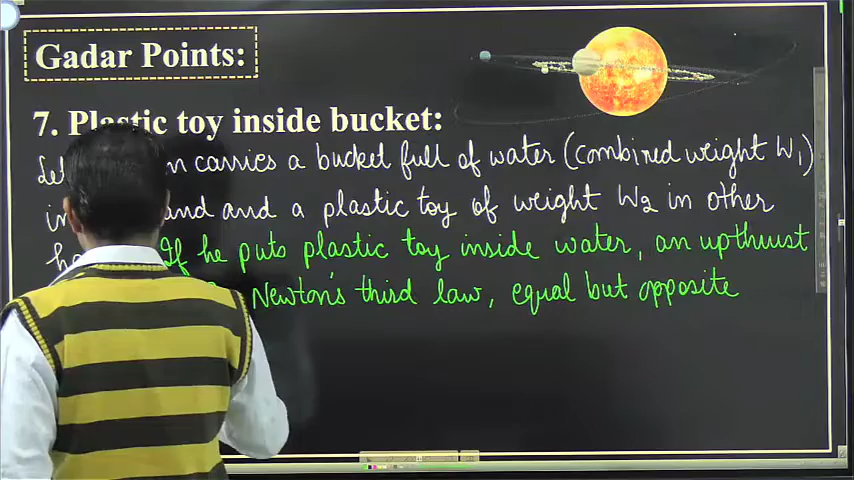 Gadar Points:
7. Plastic toy inside bucket:
carries a bucket full of water (combined weight W1)
and and a plastic toy of weight W2 in other
If he puts plastic toy inside water, an upthrust
Newton's third law, equal but opposite